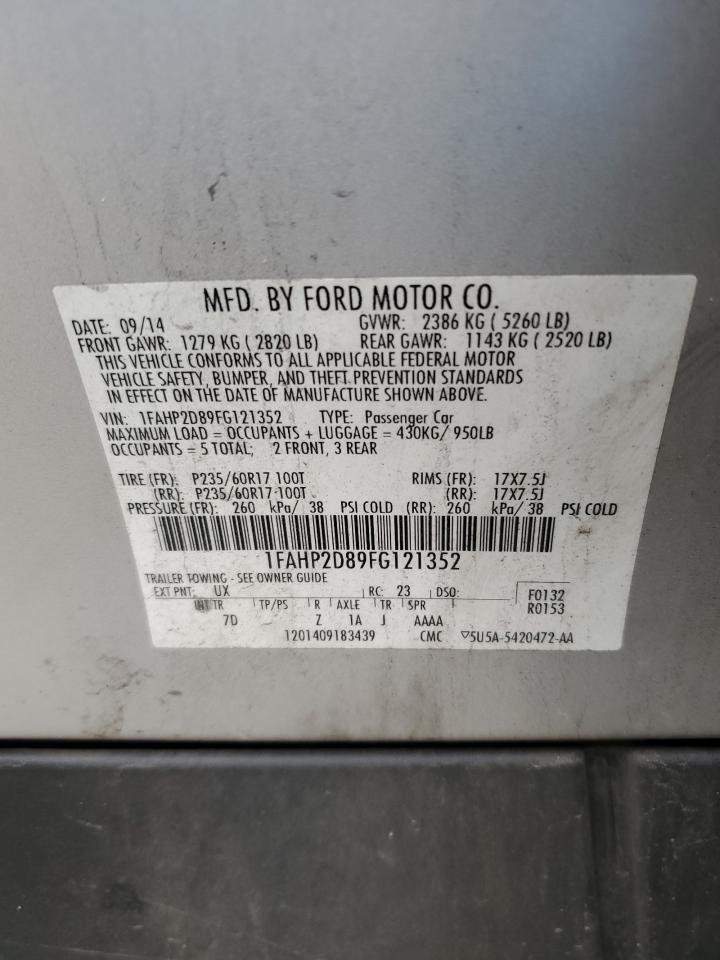 MFD. BY FORD MOTOR CO.
DATE: 09/14 GVWR: 2386 KG ( 5260 LB)
FRONT GAWR: 1279 KG ( 2820 LB) REAR GAWR: 1143 KG ( 2520 LB)
THIS VEHICLE CONFORMS TO ALL APPLICABLE FEDERAL MOTOR
VEHICLE SAFETY, BUMPER, AND THEFT PREVENTION STANDARDS
IN EFFECT ON THE DATE OF MANUFACTURE SHOWN ABOVE.
VIN: 1FAHP2D89FG121352 TYPE: Passenger Car
MAXIMUM LOAD = OCCUPANTS + LUGGAGE = 430KG/ 950LB
OCCUPANTS = 5 TOTAL; 2 FRONT, 3 REAR
TIRE (FR): P235/60R17 100T RIMS (FR): 17X7.5J
(RR): P235/60R17 100T (RR): 17X7.5J
PRESSURE (FR): 260 kPa/ 38 PSI COLD (RR): 260 kPa/ 38 PSI COLD
1FAHP2D89FG121352
TRAILER TOWING - SEE OWNER GUIDE
EXT PNT: UX RC: 23 DSO: F0132
INT TR TP/PS R AXLE TR SPR R0153
7D Z 1A J AAAA
1201409183439 CMC ▽5U5A-5420472-AA